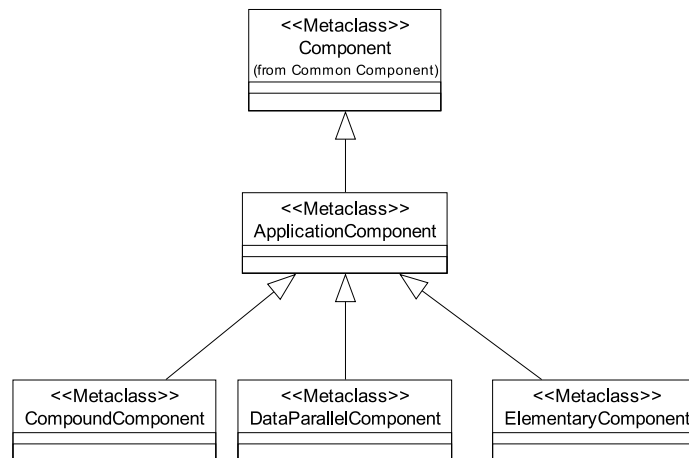 <<Metaclass>>
Component
(from Common Component)
<<Metaclass>>
ApplicationComponent
<<Metaclass>>
CompoundComponent
<<Metaclass>>
DataParallelComponent
<<Metaclass>>
ElementaryComponent